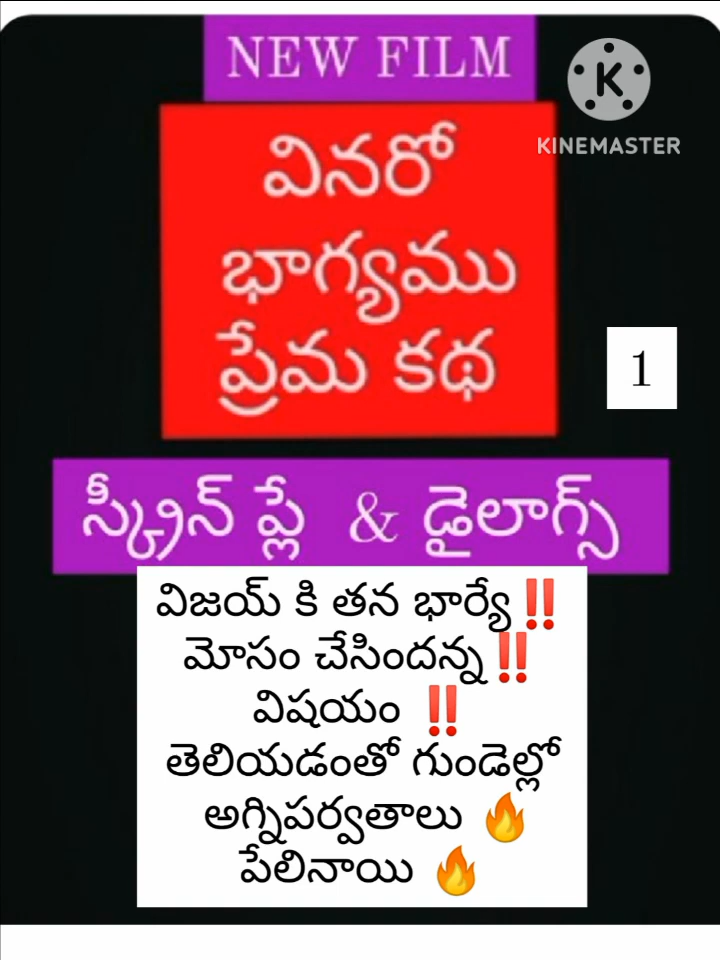 NEW FILM
KINEMASTER
వినరో
భాగ్యము
ప్రేమ కథ
1
స్క్రీన్ ప్లే & డైలాగ్స్
విజయ్ కి తన భార్యే‼️
మోసం చేసిందన్న‼️
విషయం ‼️
తెలియడంతో గుండెల్లో
అగ్నిపర్వతాలు 🔥
పేలినాయి 🔥